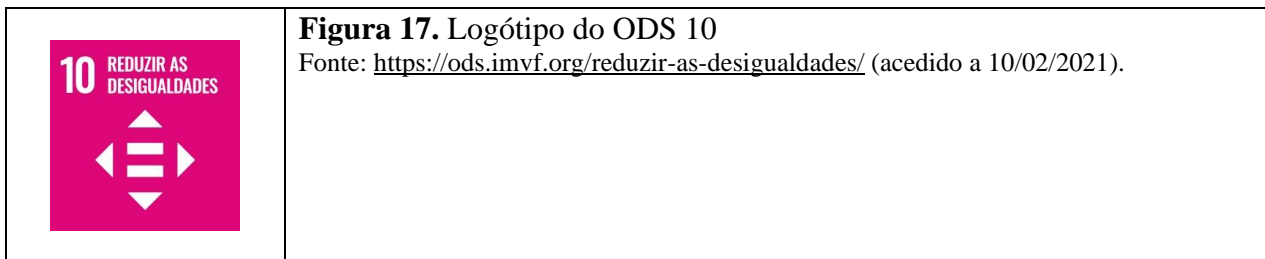 10 REDUZIR AS
DESIGUALDADES
Figura 17. Logótipo do ODS 10
Fonte: https://ods.imvf.org/reduzir-as-desigualdades/ (acedido a 10/02/2021).